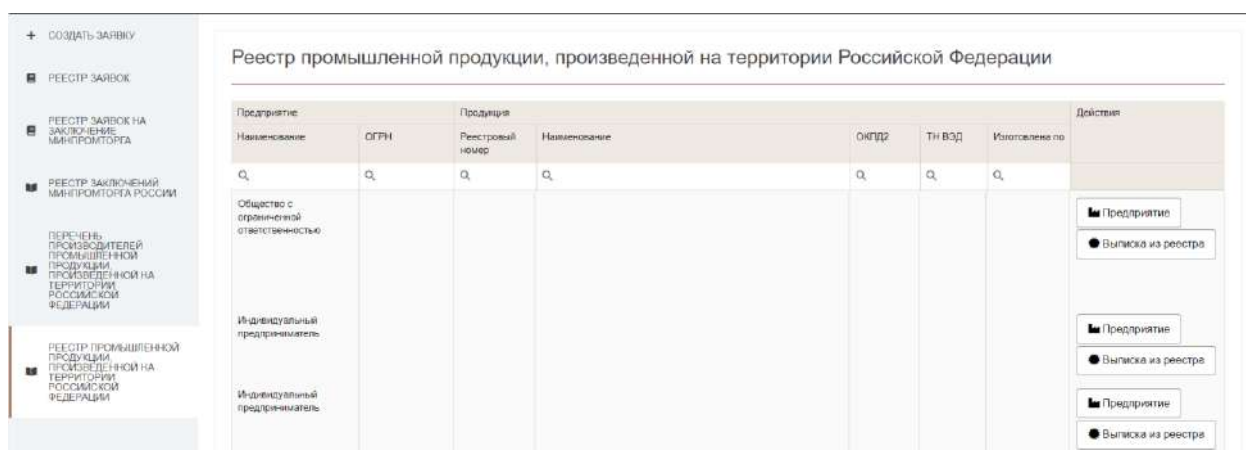 СОЗДАТЬ ЗАЯВКУ
РЕЕСТР ЗАЯВОК
РЕЕСТР ЗАЯВОК НА
ЗАКЛЮЧЕНИЕ
МИНПРОМТОРГА
РЕЕСТР ЗАКЛЮЧЕНИЙ
МИНПРОМТОРГА РОССИИ
ПЕРЕЧЕНЬ
ПРОИЗВОДИТЕЛЕЙ
ПРОМЫШЛЕННОЙ
ПРОДУКЦИИ,
ПРОИЗВЕДЕННОЙ НА
ТЕРРИТОРИИ
РОССИЙСКОЙ
ФЕДЕРАЦИИ
РЕЕСТР ПРОМЫШЛЕННОЙ
ПРОДУКЦИИ,
ПРОИЗВЕДЕННОЙ НА
ТЕРРИТОРИИ
РОССИЙСКОЙ
ФЕДЕРАЦИИ
Реестр промышленной продукции, произведенной на территории Российской Федерации
Предприятие Продукция Действия
Наименование ОГРН Реестровый номер Наименование ОКПД2 ТН ВЭД Изготовлена по
Общество с
ограниченной
ответственностью
Предприятие
Выписка из реестра
Индивидуальный
предприниматель
Предприятие
Выписка из реестра
Индивидуальный
предприниматель
Предприятие
Выписка из реестра